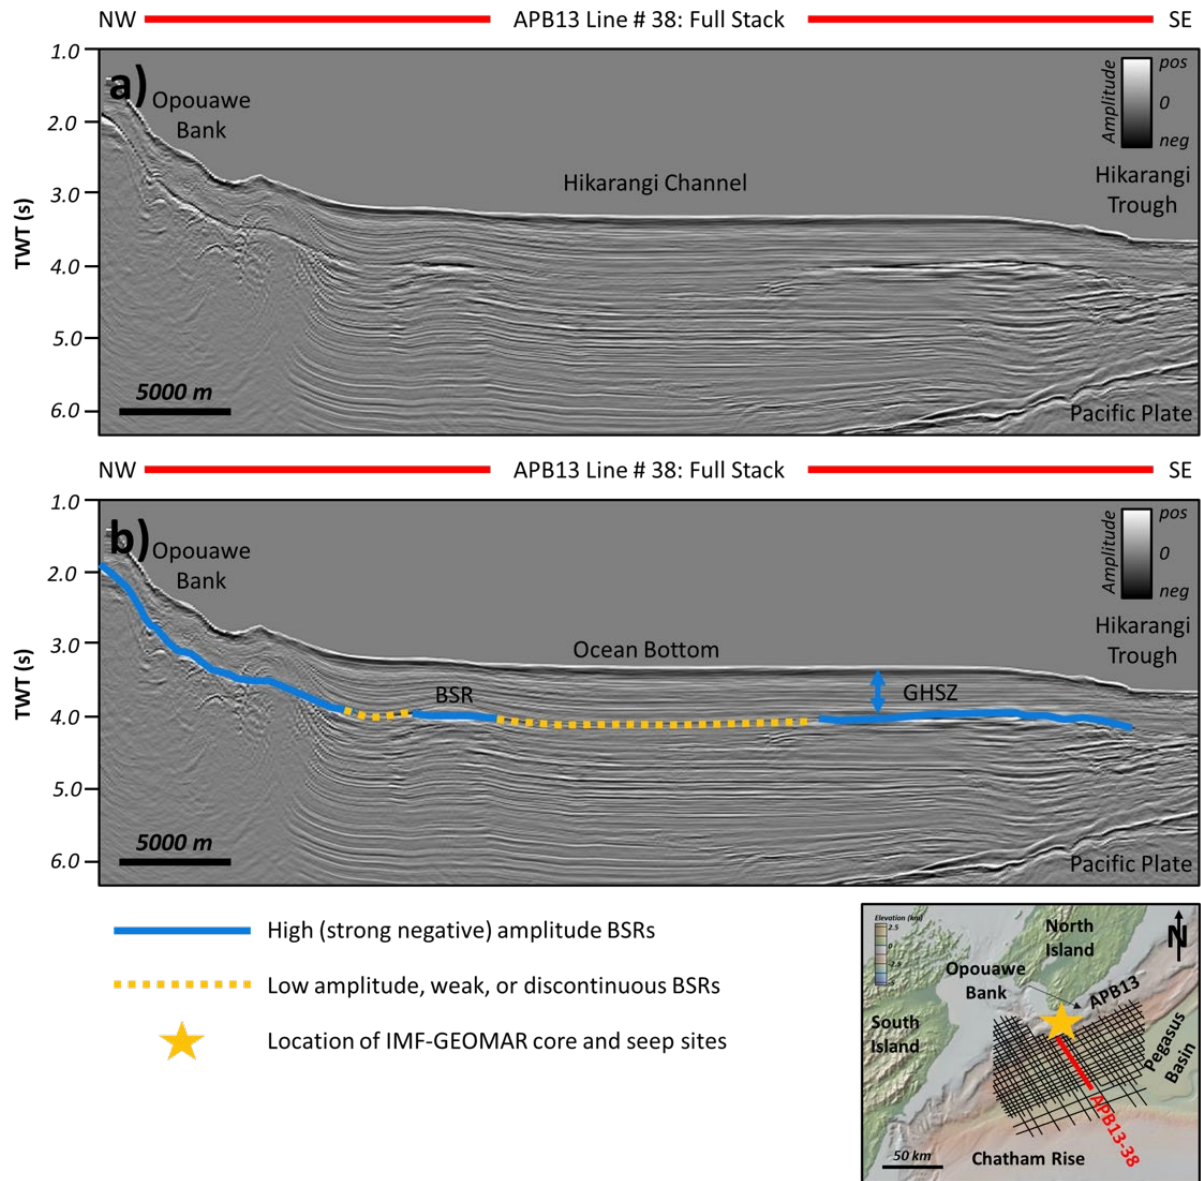 NW APB13 Line # 38: Full Stack SE
1.0
a)
Opouawe
Bank
Amplitude
pos
0
neg
2.0
3.0
Hikarangi Channel
Hikarangi
Trough
TWT (s)
4.0
5.0
5000 m
6.0
Pacific Plate
NW APB13 Line # 38: Full Stack SE
1.0
b)
Opouawe
Bank
Amplitude
pos
0
neg
2.0
3.0
Ocean Bottom
Hikarangi
Trough
TWT (s)
BSR
GHSZ
4.0
5.0
5000 m
6.0
Pacific Plate
High (strong negative) amplitude BSRs
Low amplitude, weak, or discontinuous BSRs
Location of IMF-GEOMAR core and seep sites
Elevation (km)
2.5
0
North
Island
N
Opouawe
Bank
APB13
South
Island
Pegasus
Basin
APB13-38
50 km
Chatham Rise